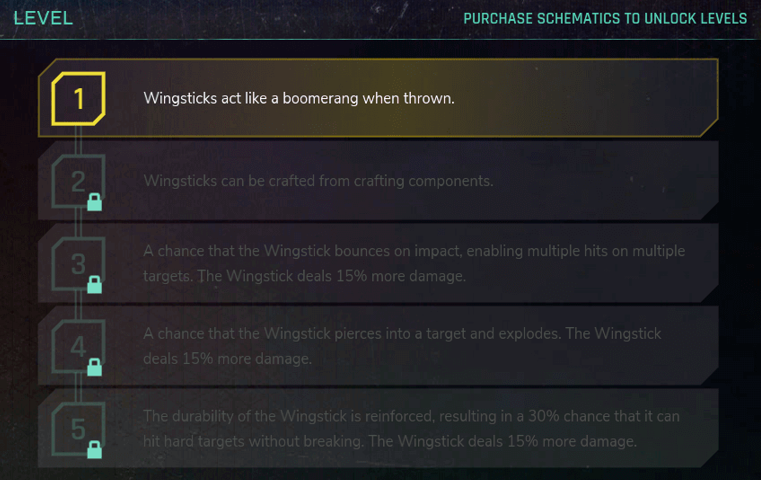 LEVEL
PURCHASE SCHEMATICS TO UNLOCK LEVELS
1
Wingsticks act like a boomerang when thrown.
2
Wingsticks can be crafted from crafting components.
3
A chance that the Wingstick bounces on impact, enabling multiple hits on multiple
targets. The Wingstick deals 15% more damage.
4
A chance that the Wingstick pierces into a target and explodes. The Wingstick
deals 15% more damage.
5
The durability of the Wingstick is reinforced, resulting in a 30% chance that it can
hit hard targets without breaking. The Wingstick deals 15% more damage.